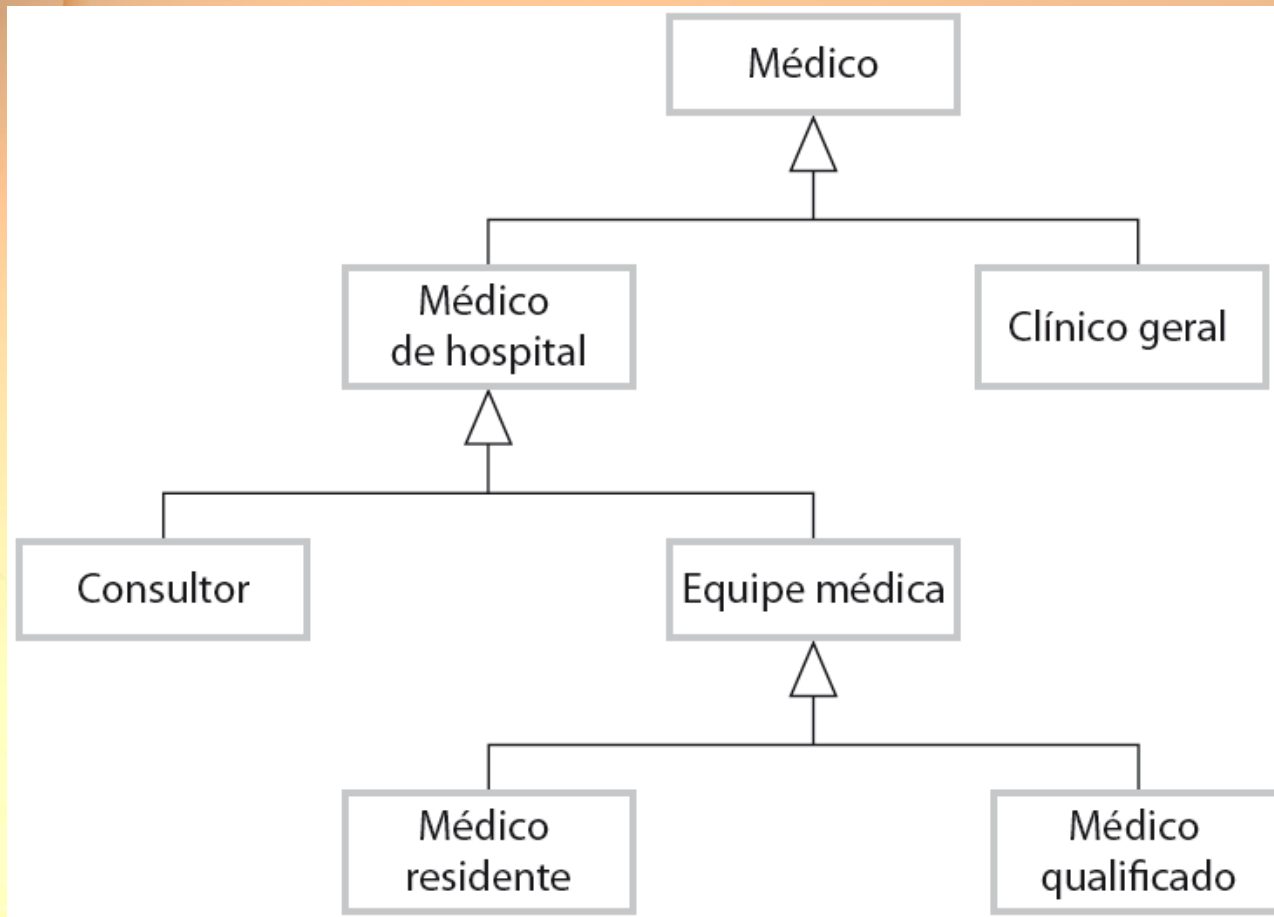 Médico
Médico
de hospital
Clínico geral
Consultor
Equipe médica
Médico
residente
Médico
qualificado